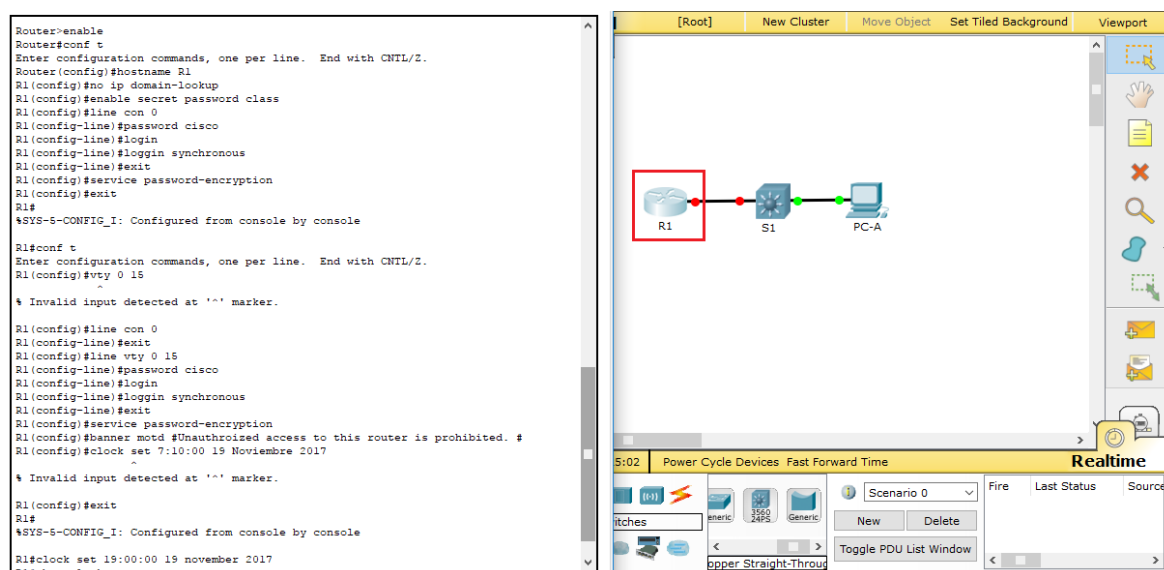 Router>enable
Router#conf t
Enter configuration commands, one per line.  End with CNTL/Z.
Router(config)#hostname R1
R1(config)#no ip domain-lookup
R1(config)#enable secret password class
R1(config)#line con 0
R1(config-line)#password cisco
R1(config-line)#login
R1(config-line)#loggin synchronous
R1(config-line)#exit
R1(config)#service password-encryption
R1(config)#exit
R1#
%SYS-5-CONFIG_I: Configured from console by console
R1#conf t
Enter configuration commands, one per line.  End with CNTL/Z.
R1(config)#vty 0 15
^
% Invalid input detected at '^' marker.
R1(config)#line con 0
R1(config-line)#exit
R1(config)#line vty 0 15
R1(config-line)#password cisco
R1(config-line)#login
R1(config-line)#loggin synchronous
R1(config-line)#exit
R1(config)#service password-encryption
R1(config)#banner motd #Unauthroized access to this router is prohibited. #
R1(config)#clock set 7:10:00 19 Noviembre 2017
^
% Invalid input detected at '^' marker.
R1(config)#exit
R1#
%SYS-5-CONFIG_I: Configured from console by console
R1#clock set 19:00:00 19 november 2017
[Root] New Cluster Move Object Set Tiled Background Viewport
R1 S1 PC-A
5:02 Power Cycle Devices Fast Forward Time Realtime
Scenario 0
Fire Last Status Source
itches
eneric 3560 24PS Generic
New Delete
Toggle PDU List Window
opper Straight-Throug